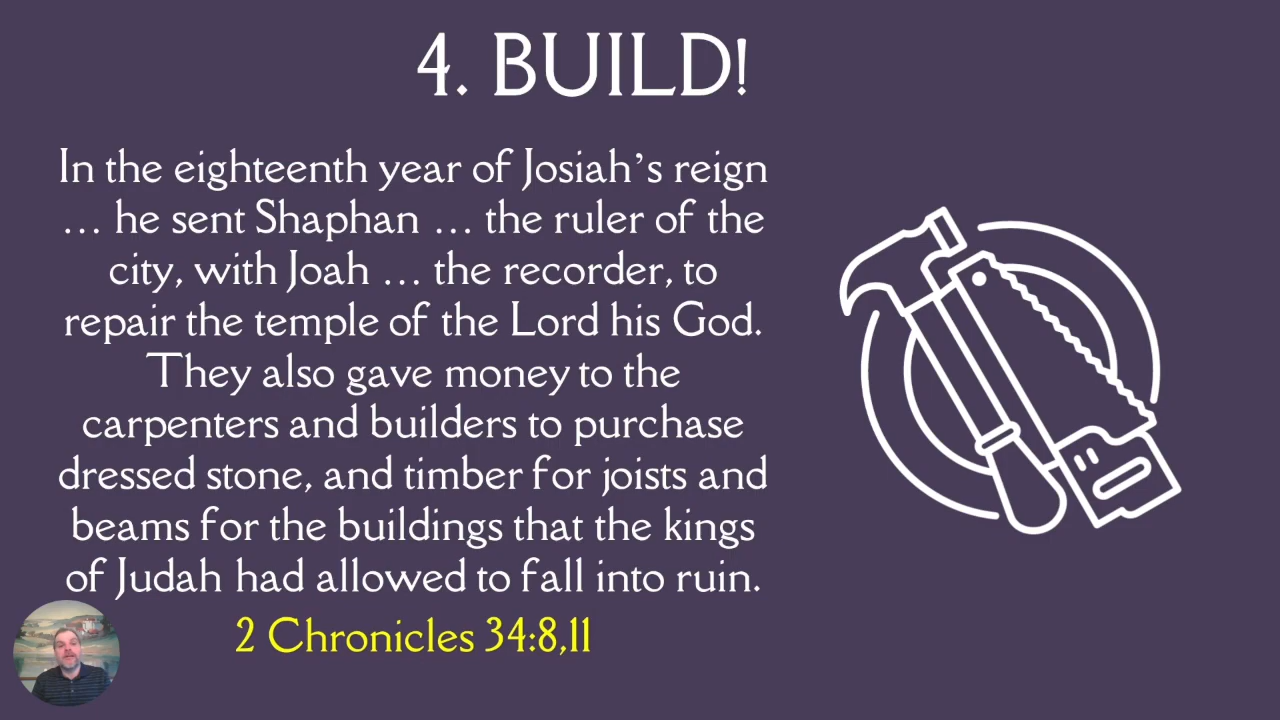 4. BUILD!
In the eighteenth year of Josiah’s reign
... he sent Shaphan ... the ruler of the
city, with Joah ... the recorder, to
repair the temple of the Lord his God.
They also gave money to the
carpenters and builders to purchase
dressed stone, and timber for joists and
beams for the buildings that the kings
of Judah had allowed to fall into ruin.
2 Chronicles 34:8,11